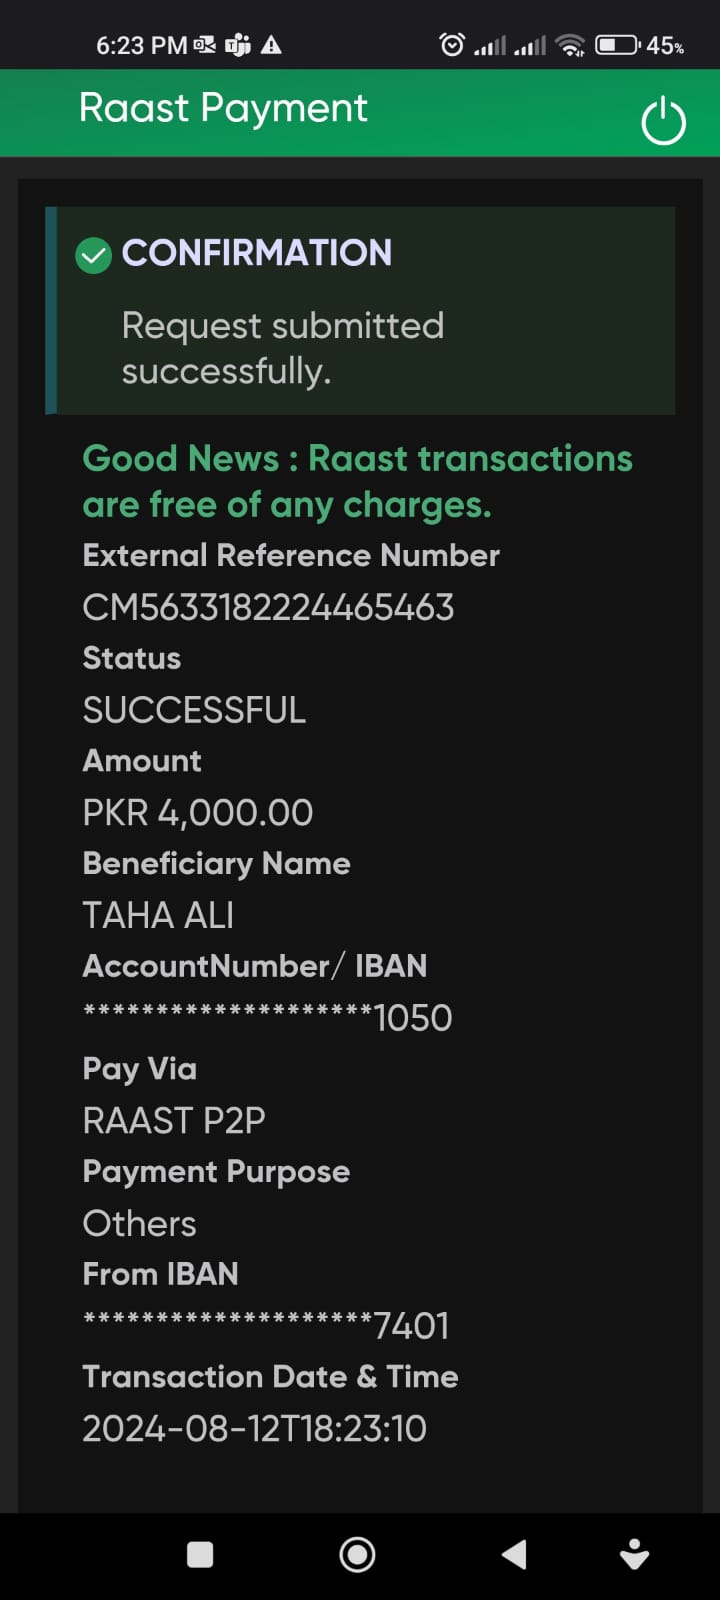 6:23 PM
45%
Raast Payment
CONFIRMATION
Request submitted
successfully.
Good News : Raast transactions
are free of any charges.
External Reference Number
CM5633182224465463
Status
SUCCESSFUL
Amount
PKR 4,000.00
Beneficiary Name
TAHA ALI
AccountNumber/ IBAN
********************1050
Pay Via
RAAST P2P
Payment Purpose
Others
From IBAN
********************7401
Transaction Date & Time
2024-08-12T18:23:10